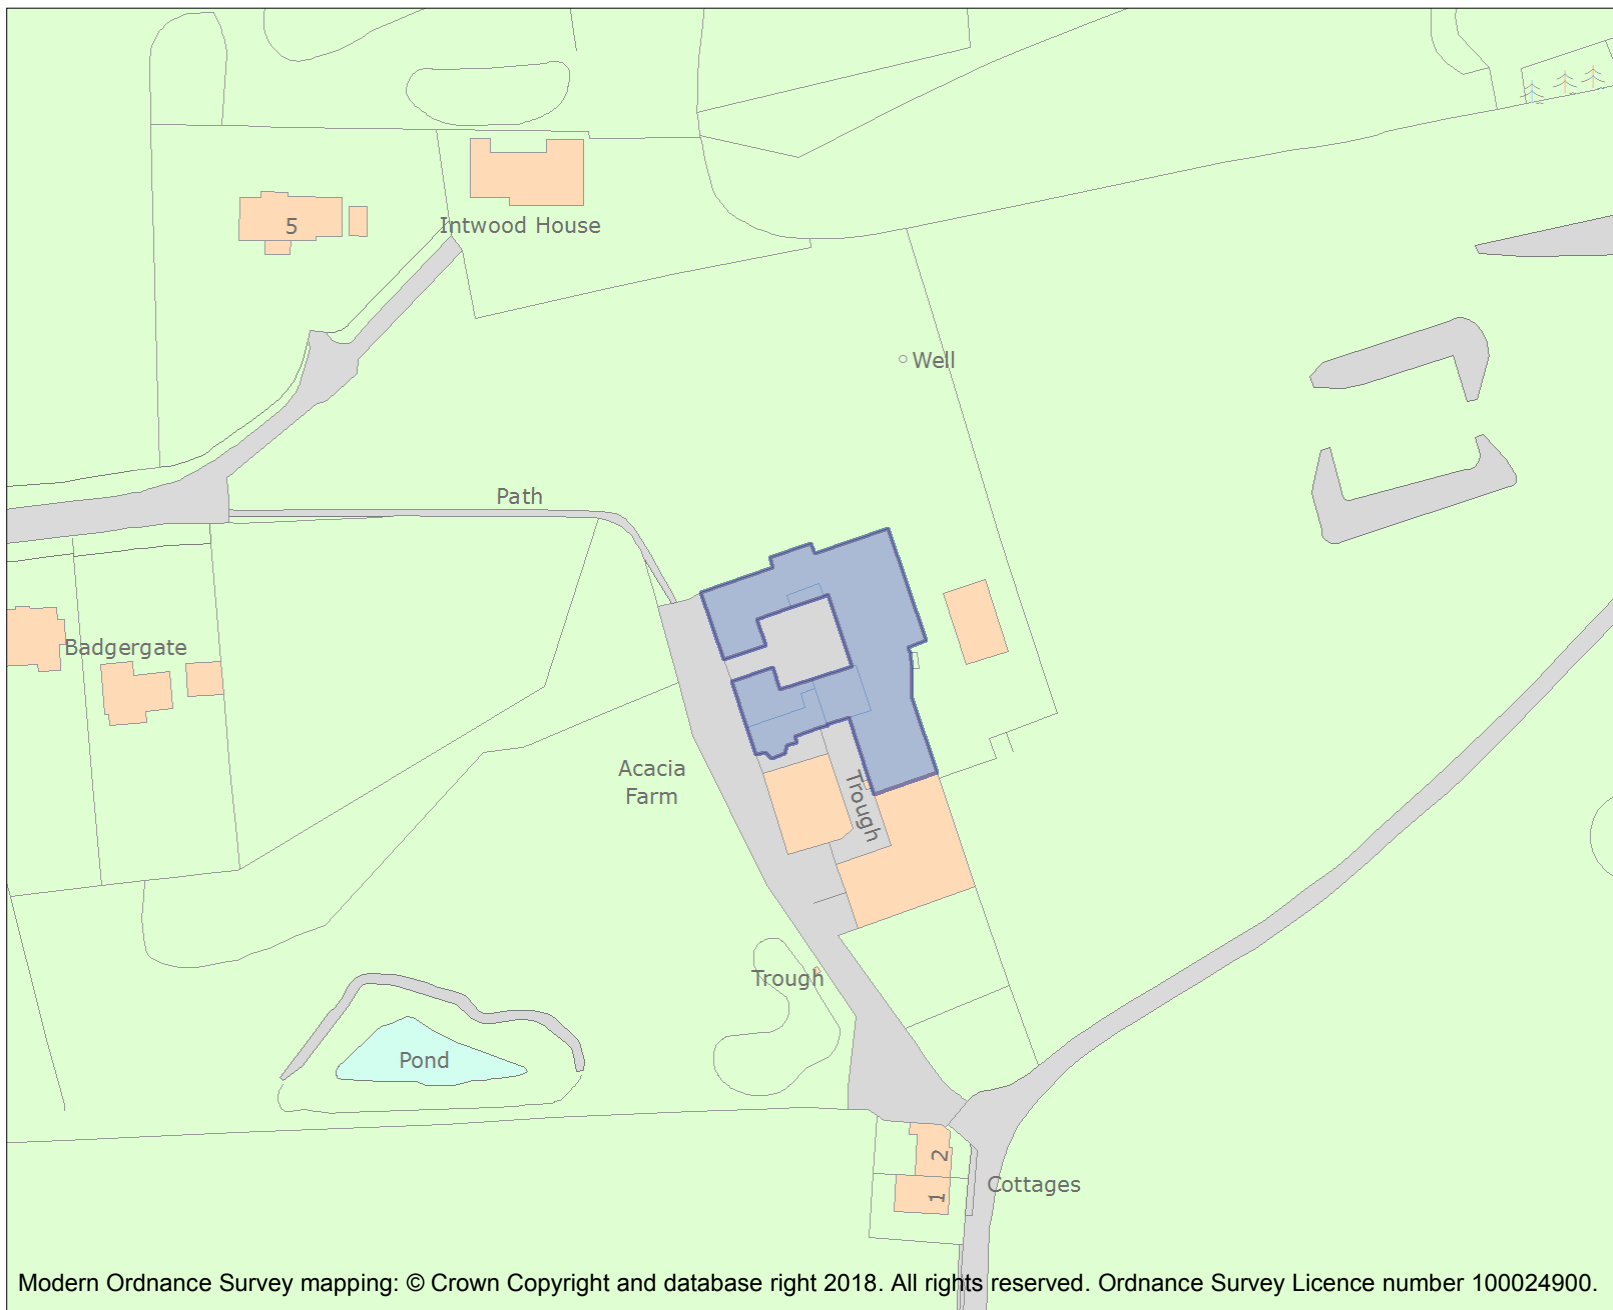 5
Intwood House
Well
Path
Badgergate
Acacia
Farm
Trough
Trough
Pond
2
1
Cottages
Modern Ordnance Survey mapping: © Crown Copyright and database right 2018. All rights reserved. Ordnance Survey Licence number 100024900.